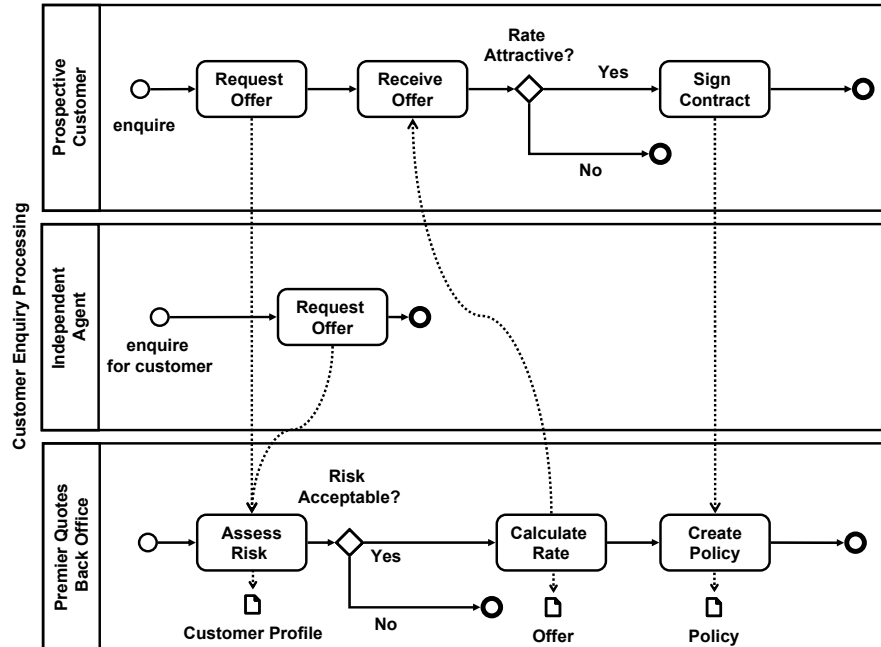 Customer Enquiry Processing
Prospective
Customer
enquire
Request
Offer
Receive
Offer
Rate
Attractive?
Yes
No
Sign
Contract
Independent
Agent
enquire
for customer
Request
Offer
Premier Quotes
Back Office
Assess
Risk
Customer Profile
Risk
Acceptable?
Yes
No
Calculate
Rate
Offer
Create
Policy
Policy